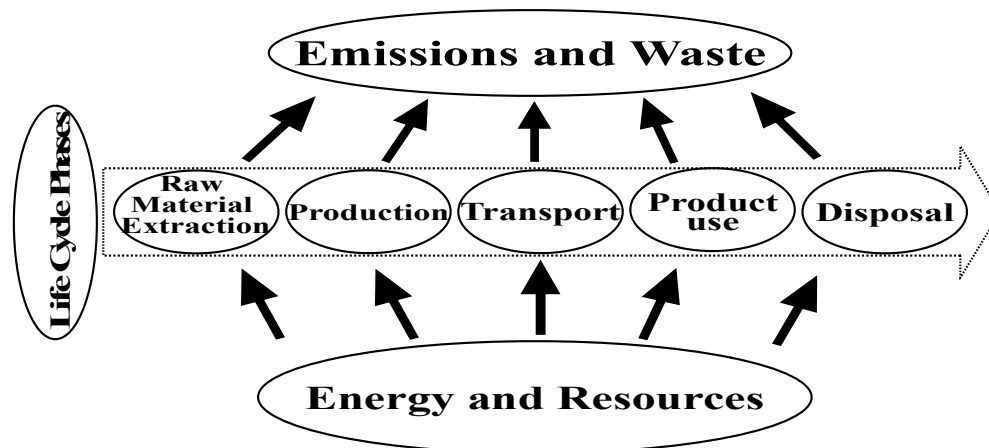 Emissions and Waste
Life Cycle Phases
Raw
Material
Extraction
Production
Transport
Product
use
Disposal
Energy and Resources